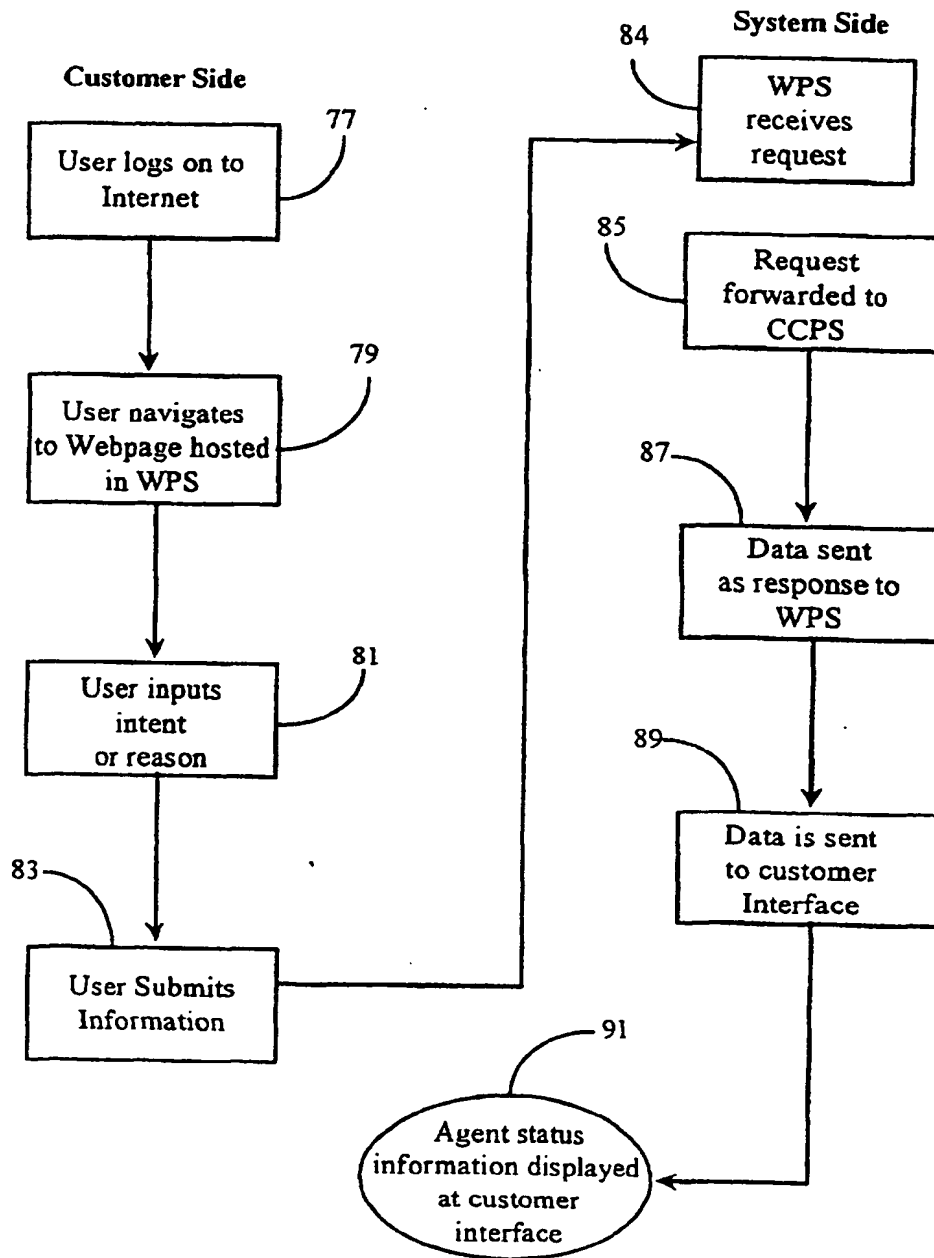 Customer Side
77
User logs on to
Internet
79
User navigates
to Webpage hosted
in WPS
81
User inputs
intent
or reason
83
User Submits
Information
System Side
84
WPS
receives
request
85
Request
forwarded to
CCPS
87
Data sent
as response to
WPS
89
Data is sent
to customer
Interface
91
Agent status
information displayed
at customer
interface